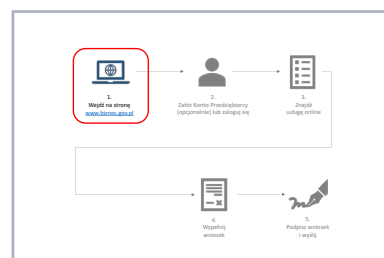 1.
Wejdź na stronę
www.biznes.gov.pl
2.
Załóż Konto Przedsiębiorcy
(opcjonalnie) lub zaloguj się
3.
Znajdź
usługę online
4.
Wypełnij
wniosek
5.
Podpisz wniosek
i wyślij